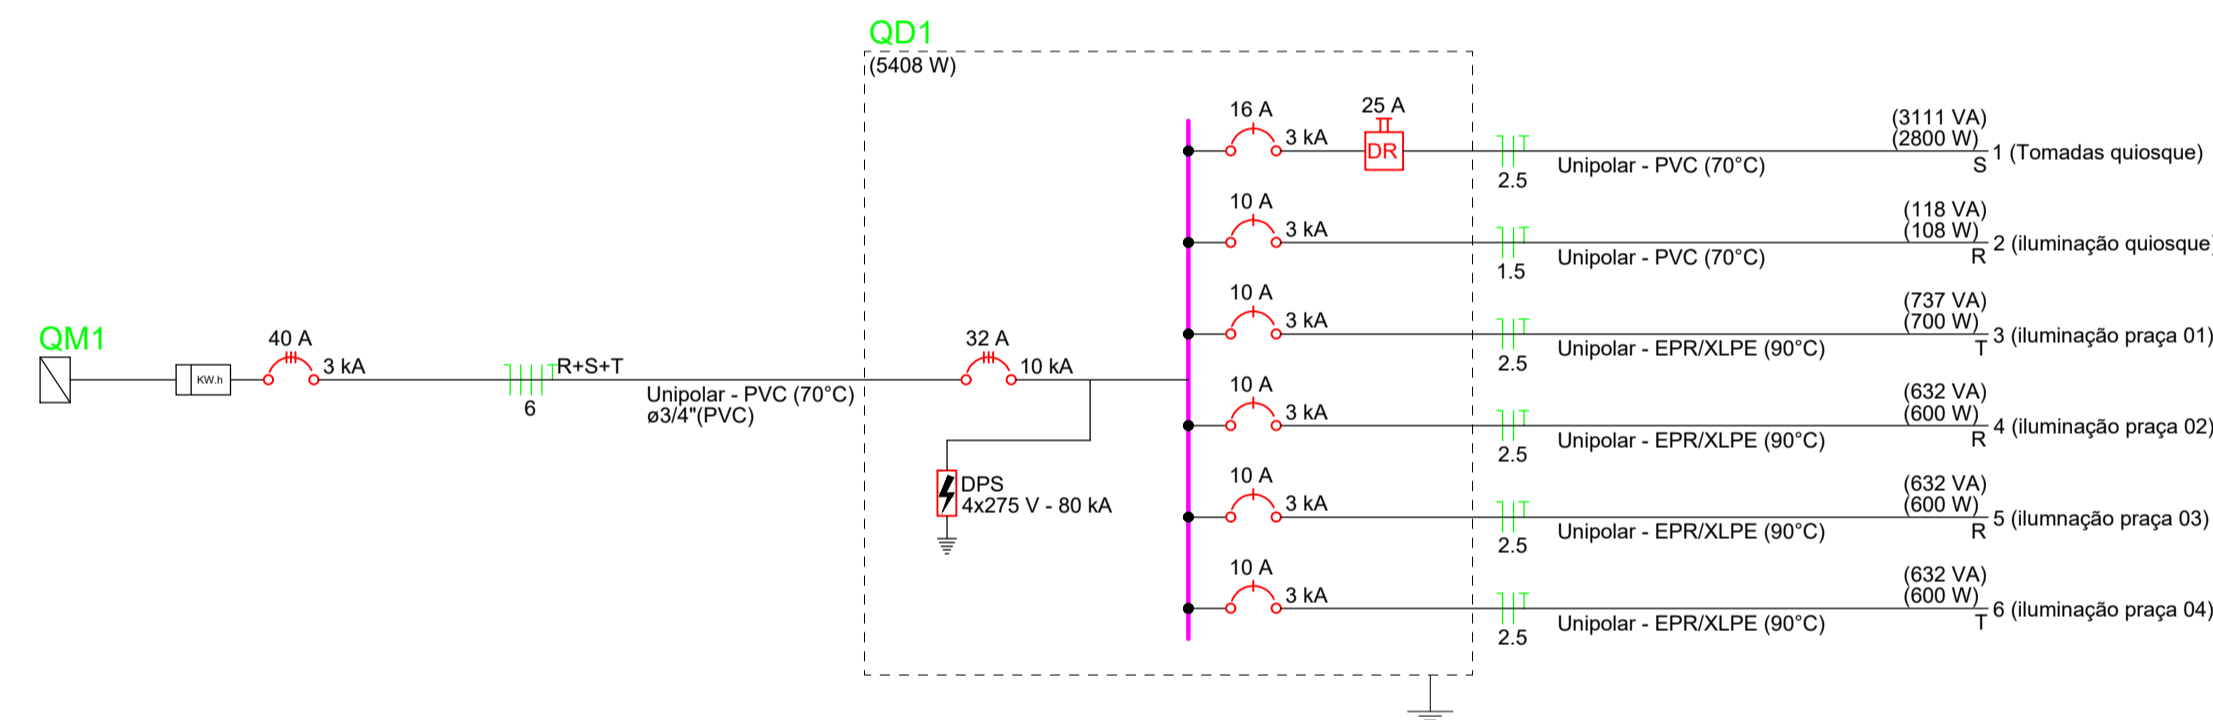 QD1
(5408 W)
16 A
3 kA
25 A
DR
2.5
Unipolar - PVC (70°C)
(3111 VA)
(2800 W)
S
1 (Tomadas quiosque)
10 A
3 kA
1.5
Unipolar - PVC (70°C)
(118 VA)
(108 W)
R
2 (iluminação quiosque)
10 A
3 kA
2.5
Unipolar - EPR/XLPE (90°C)
(737 VA)
(700 W)
T
3 (iluminação praça 01)
QM1
KW.h
40 A
3 kA
R+S+T
6
Unipolar - PVC (70°C)
ø3/4"(PVC)
32 A
10 kA
DPS
4x275 V - 80 kA
10 A
3 kA
2.5
Unipolar - EPR/XLPE (90°C)
(632 VA)
(600 W)
R
4 (iluminação praça 02)
10 A
3 kA
2.5
Unipolar - EPR/XLPE (90°C)
(632 VA)
(600 W)
R
5 (ilumnação praça 03)
10 A
3 kA
2.5
Unipolar - EPR/XLPE (90°C)
(632 VA)
(600 W)
T
6 (iluminação praça 04)